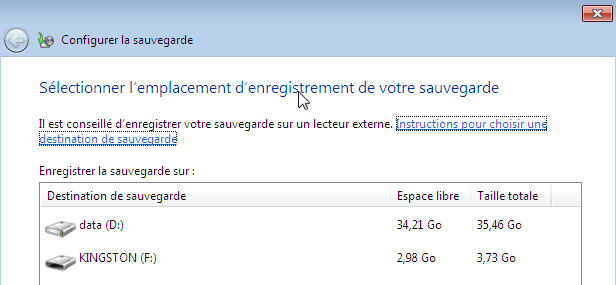 Configurer la sauvegarde
Sélectionner l'emplacement d'enregistrement de votre sauvegarde
Il est conseillé d'enregistrer votre sauvegarde sur un lecteur externe. Instructions pour choisir une
destination de sauvegarde
Enregistrer la sauvegarde sur :
Destination de sauvegarde Espace libre Taille totale
data (D:) 34,21 Go 35,46 Go
KINGSTON (F:) 2,98 Go 3,73 Go